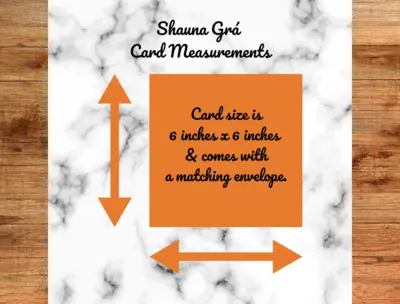 Shauna Grá
Card Measurements
Card size is
6 inches x 6 inches
& comes with
a matching envelope.